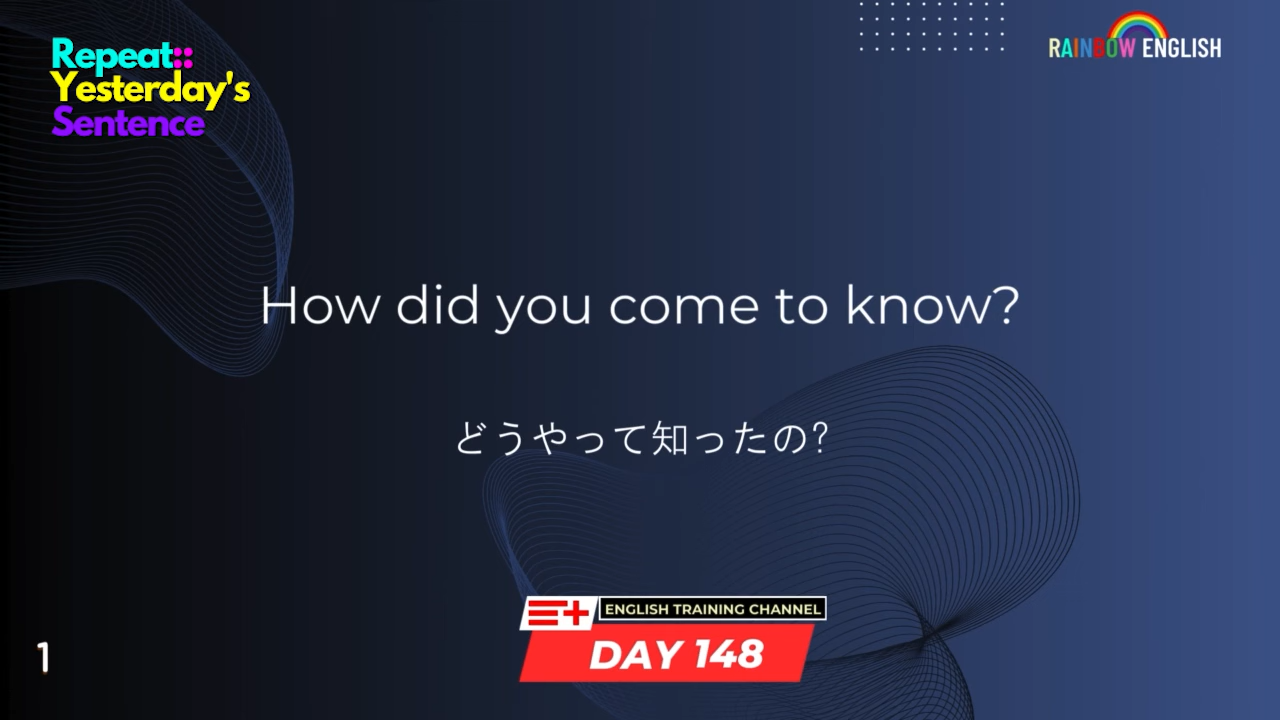 Repeat::
Yesterday's
Sentence
RAINBOW ENGLISH
How did you come to know?
どうやって知ったの?
E+ ENGLISH TRAINING CHANNEL
DAY 148
1